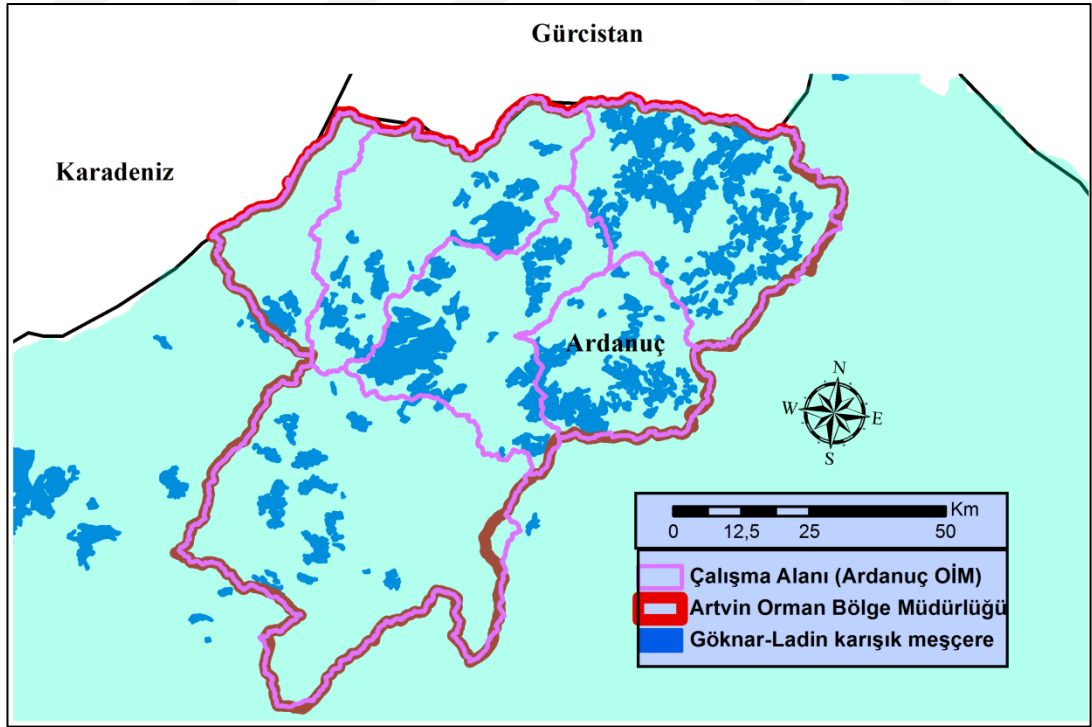 Gürcistan
Karadeniz
Ardanuç
N
W
E
S
Km
0
12,5
25
50
Çalışma Alanı (Ardanuç OİM)
Artvin Orman Bölge Müdürlüğü
Göknar-Ladin karışık meşçere